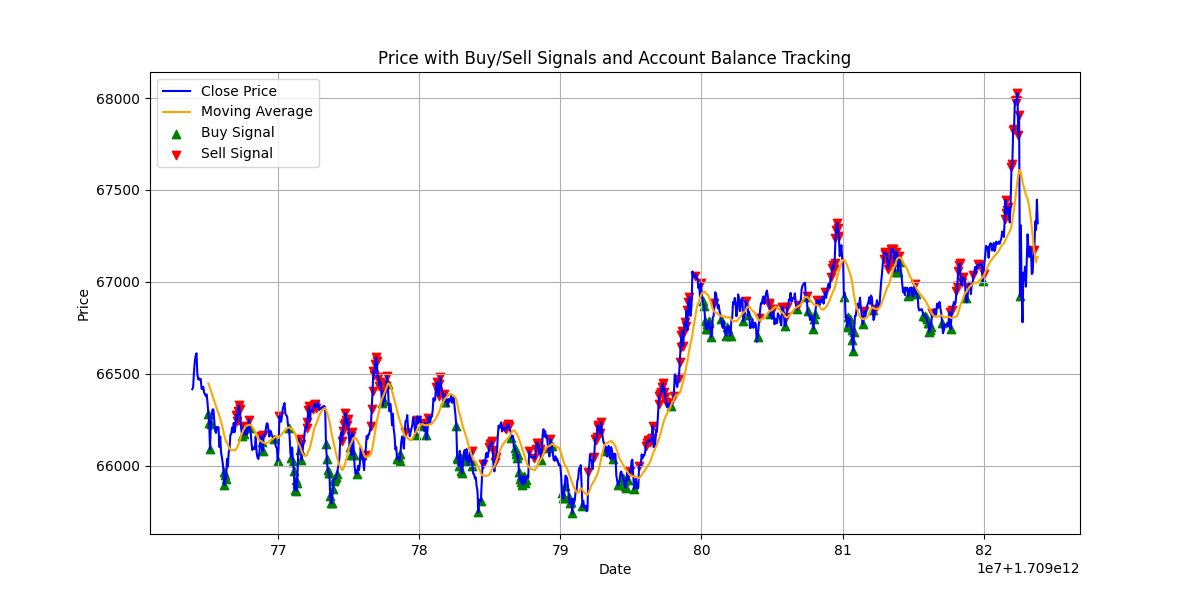 Price with Buy/Sell Signals and Account Balance Tracking
Close Price
Moving Average
Buy Signal
Sell Signal
Price
68000
67500
67000
66500
66000
77 78 79 80 81 82
Date
1e7+1.709e12